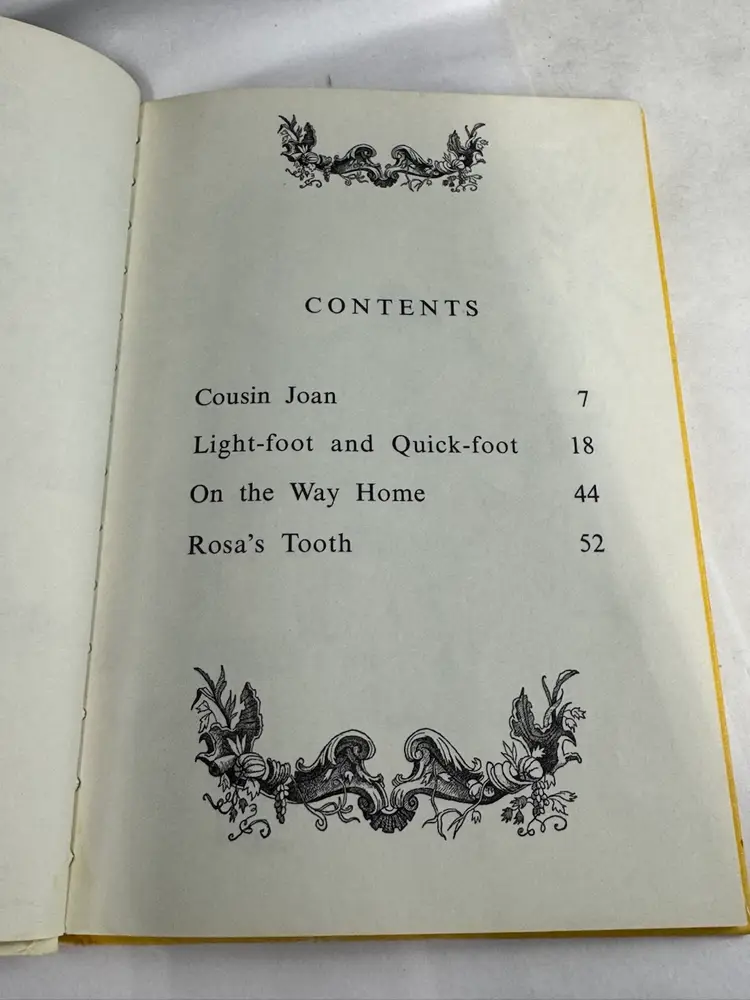 CONTENTS
Cousin Joan 7
Light-foot and Quick-foot 18
On the Way Home 44
Rosa's Tooth 52